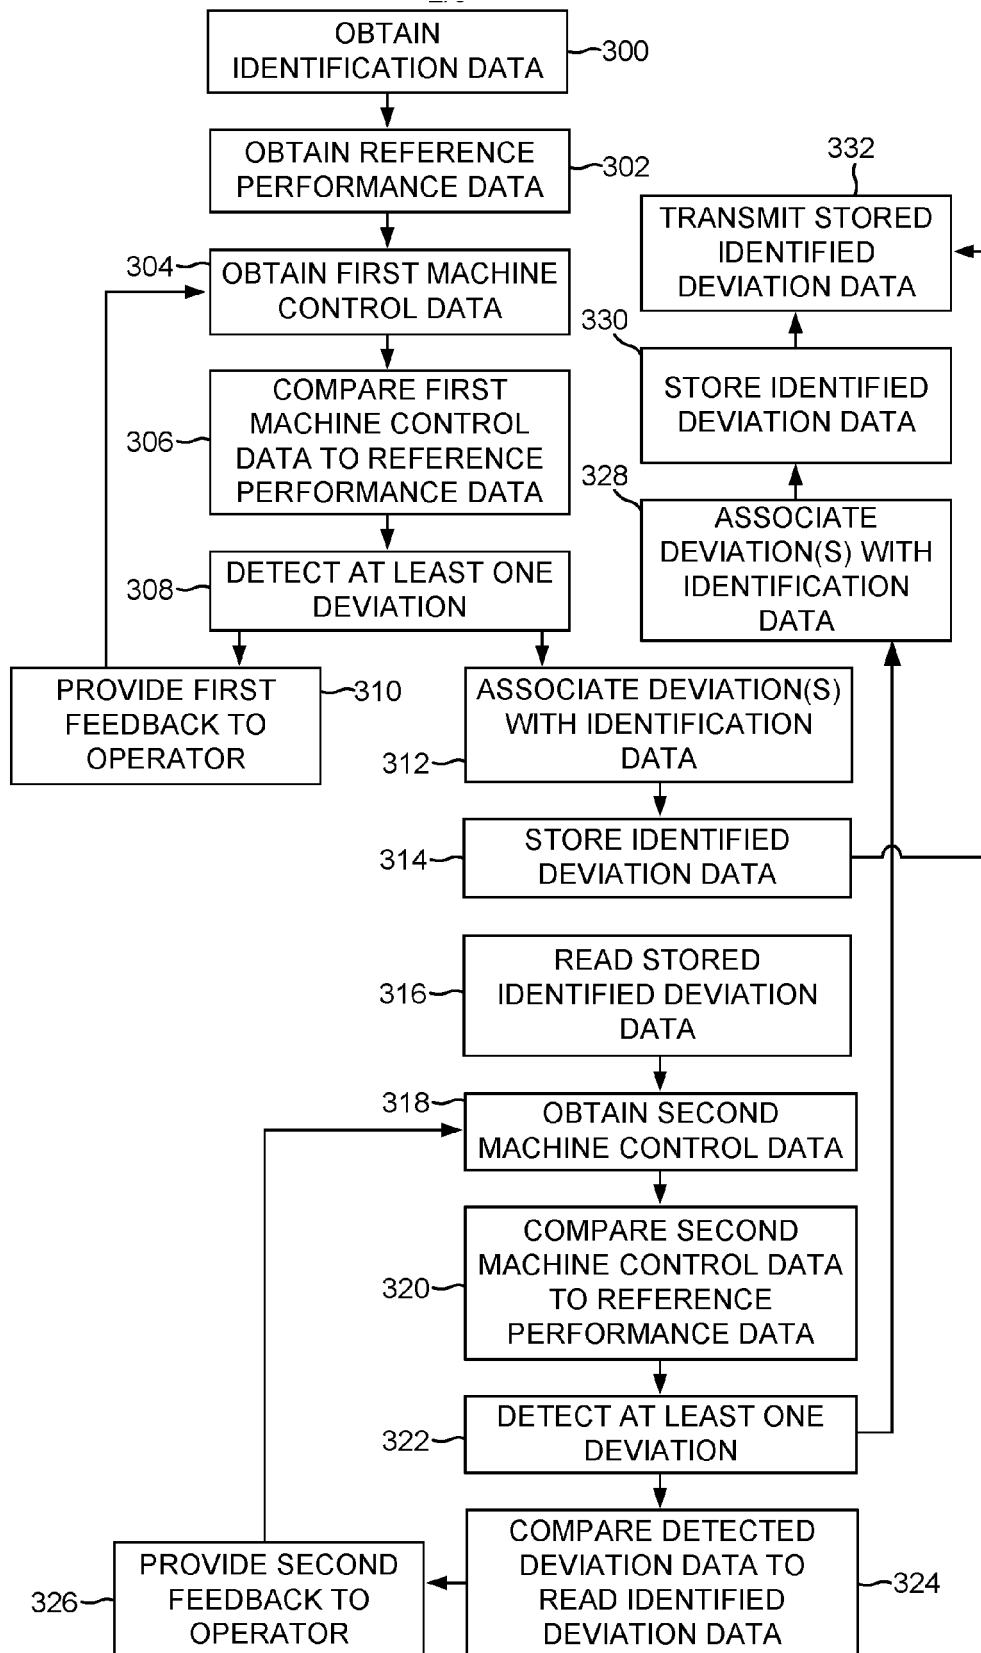 OBTAIN
IDENTIFICATION DATA
300
OBTAIN REFERENCE
PERFORMANCE DATA
302
304
OBTAIN FIRST MACHINE
CONTROL DATA
306
COMPARE FIRST
MACHINE CONTROL
DATA TO REFERENCE
PERFORMANCE DATA
308
DETECT AT LEAST ONE
DEVIATION
PROVIDE FIRST
FEEDBACK TO
OPERATOR
310
312
ASSOCIATE DEVIATION(S)
WITH IDENTIFICATION
DATA
314
STORE IDENTIFIED
DEVIATION DATA
316
READ STORED
IDENTIFIED DEVIATION
DATA
318
OBTAIN SECOND
MACHINE CONTROL DATA
320
COMPARE SECOND
MACHINE CONTROL DATA
TO REFERENCE
PERFORMANCE DATA
322
DETECT AT LEAST ONE
DEVIATION
COMPARE DETECTED
DEVIATION DATA TO
READ IDENTIFIED
DEVIATION DATA
324
326
PROVIDE SECOND
FEEDBACK TO
OPERATOR
328
ASSOCIATE
DEVIATION(S) WITH
IDENTIFICATION
DATA
330
STORE IDENTIFIED
DEVIATION DATA
332
TRANSMIT STORED
IDENTIFIED
DEVIATION DATA